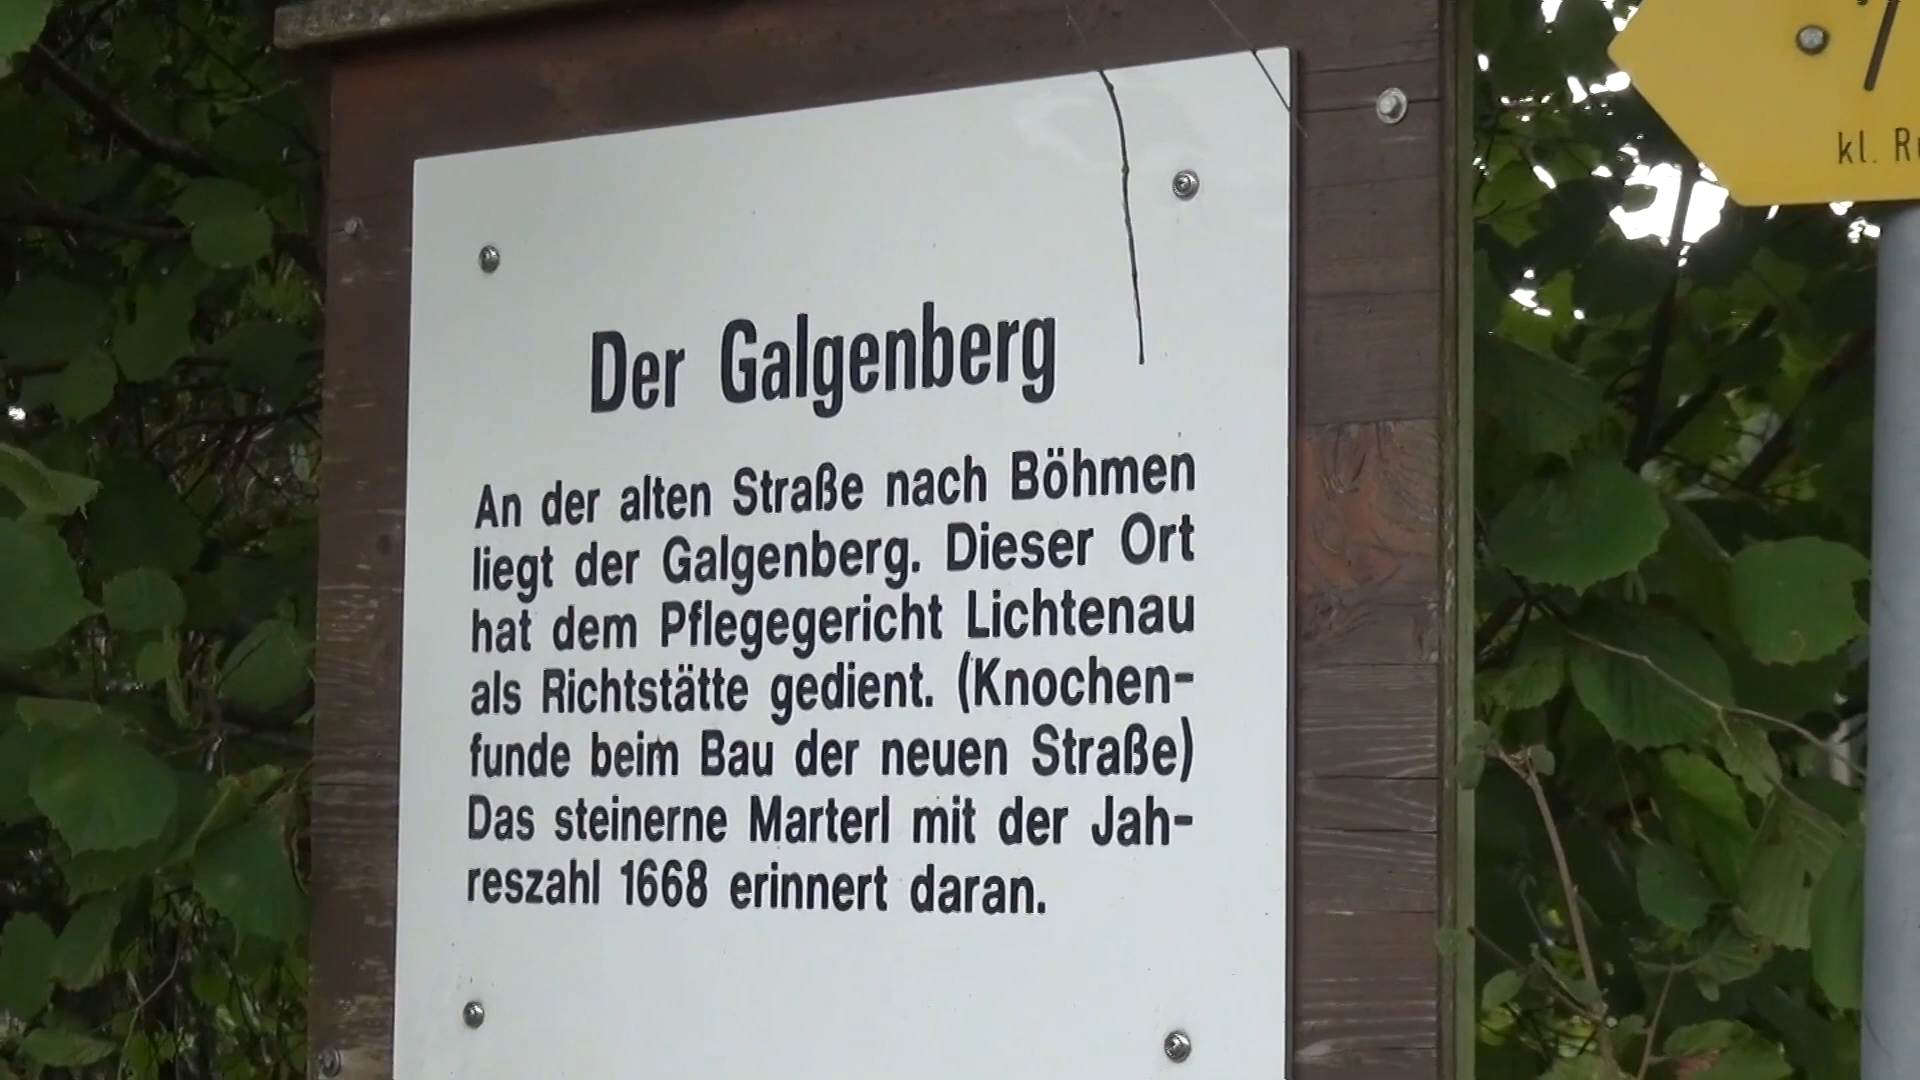 Der Galgenberg
An der alten Straße nach Böhmen
liegt der Galgenberg. Dieser Ort
hat dem Pflegegericht Lichtenau
als Richtstätte gedient. (Knochen-
funde beim Bau der neuen Straße)
Das steinerne Marterl mit der Jah-
reszahl 1668 erinnert daran.
kl.